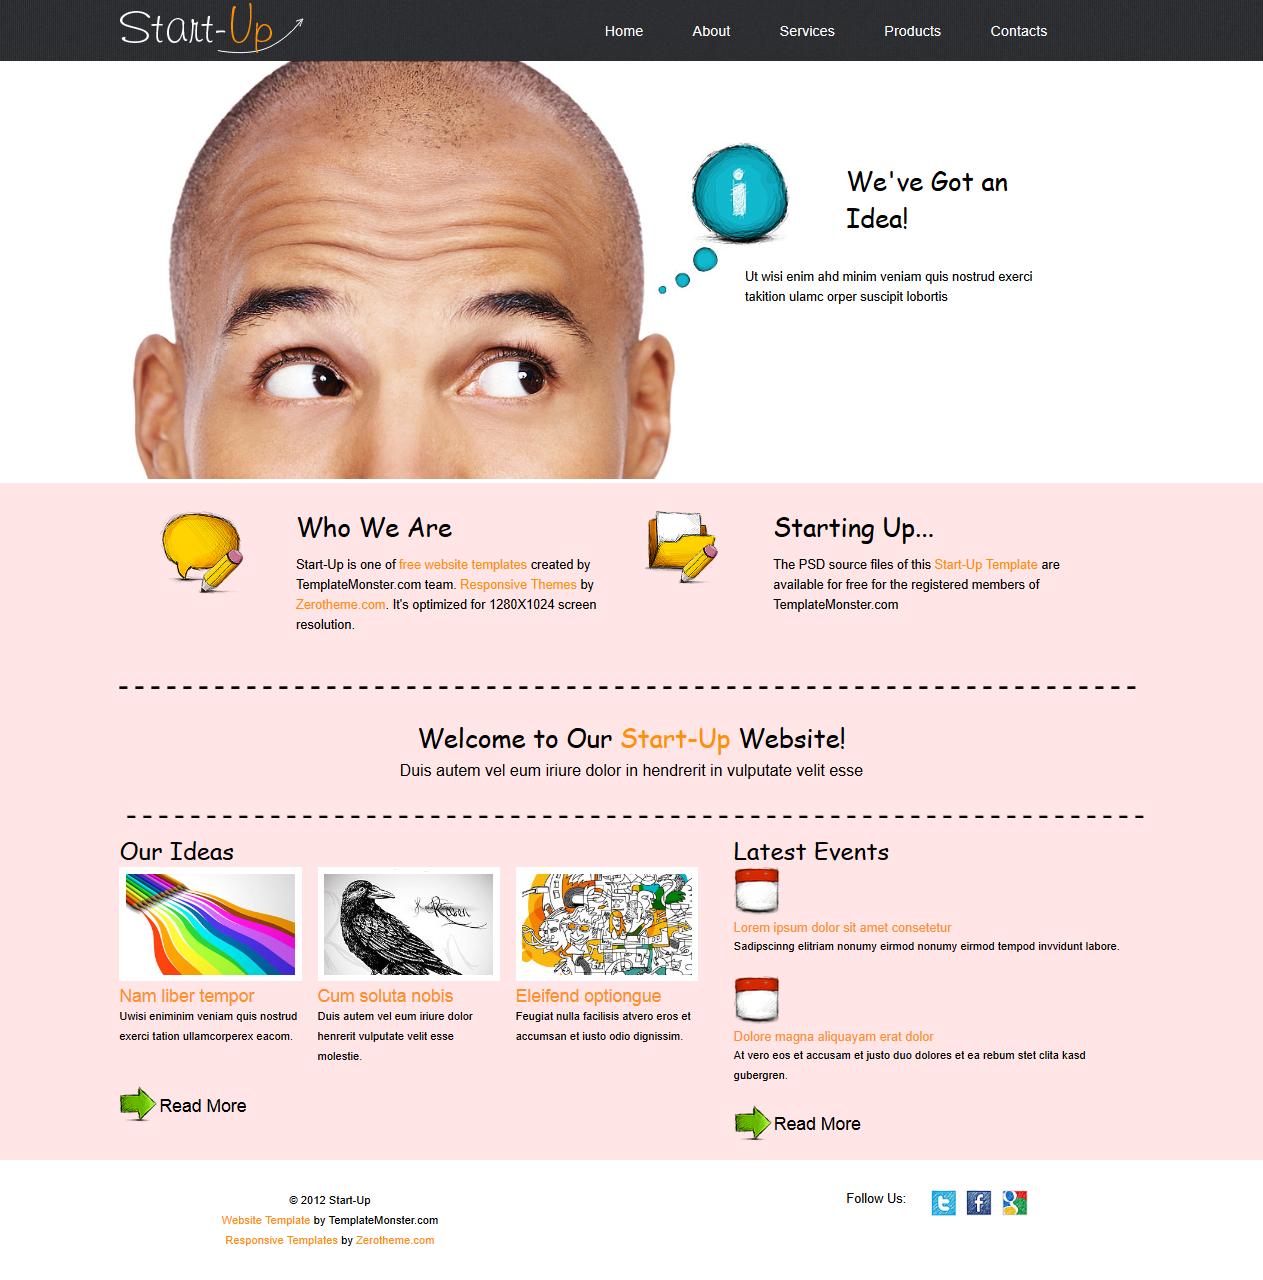 Start-Up
Home About Services Products Contacts
i
We've Got an
Idea!
Ut wisi enim ahd minim veniam quis nostrud exerci
takition ulamc orper suscipit lobortis
Who We Are
Start-Up is one of free website templates created by
TemplateMonster.com team. Responsive Themes by
Zerotheme.com. It's optimized for 1280X1024 screen
resolution.
Starting Up...
The PSD source files of this Start-Up Template are
available for free for the registered members of
TemplateMonster.com
Welcome to Our Start-Up Website!
Duis autem vel eum iriure dolor in hendrerit in vulputate velit esse
Our Ideas
Nam liber tempor
Uwisi eniminim veniam quis nostrud
exerci tation ullamcorperex eacom.
Cum soluta nobis
Duis autem vel eum iriure dolor
henrerit vulputate velit esse
molestie.
Eleifend optiongue
Feugiat nulla facilisis atvero eros et
accumsan et iusto odio dignissim.
Read More
Latest Events
Lorem ipsum dolor sit amet consetetur
Sadipscinng elitriam nonumy eirmod nonumy eirmod tempod invvidunt labore.
Dolore magna aliquayam erat dolor
At vero eos et accusam et justo duo dolores et ea rebum stet clita kasd
gubergren.
Read More
© 2012 Start-Up
Website Template by TemplateMonster.com
Responsive Templates by Zerotheme.com
Follow Us: